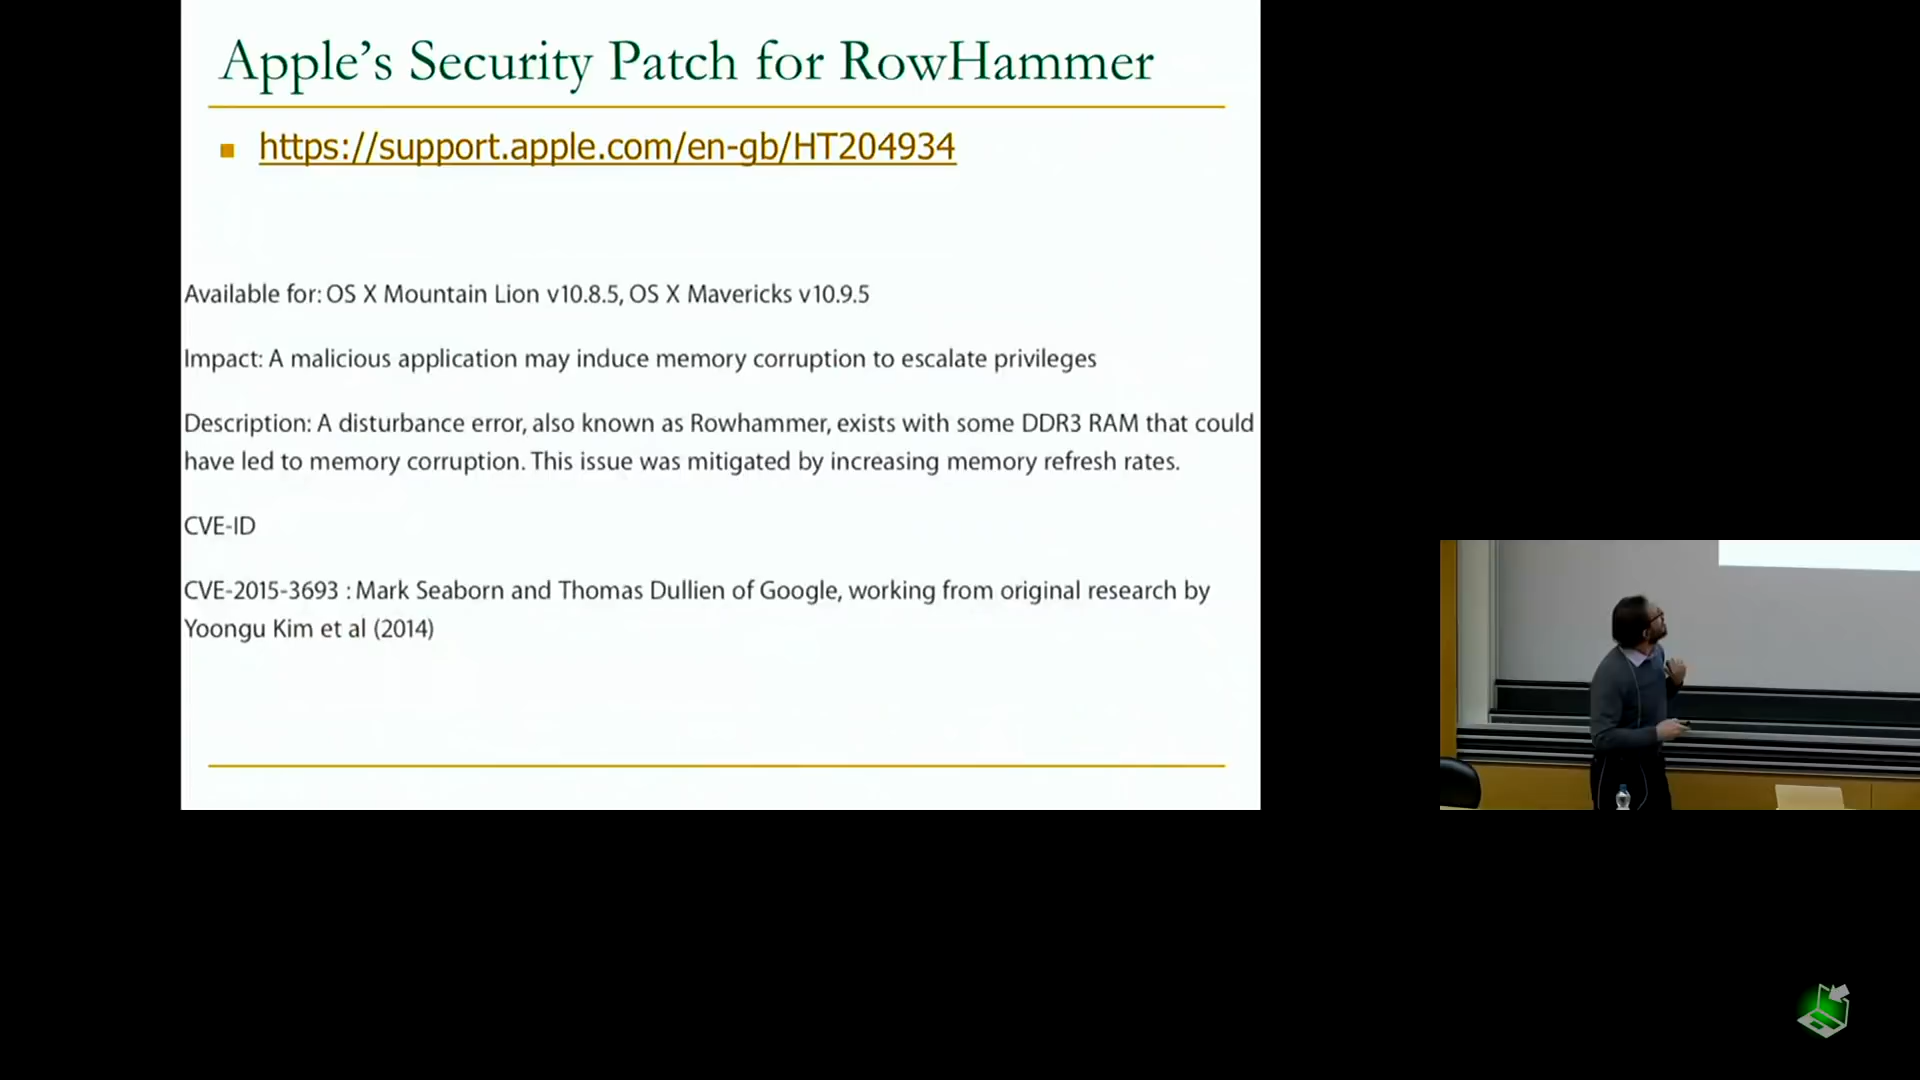 Apple's Security Patch for RowHammer
https://support.apple.com/en-gb/HT204934
Available for: OS X Mountain Lion v10.8.5, OS X Mavericks v10.9.5
Impact: A malicious application may induce memory corruption to escalate privileges
Description: A disturbance error, also known as Rowhammer, exists with some DDR3 RAM that could
have led to memory corruption. This issue was mitigated by increasing memory refresh rates.
CVE-ID
CVE-2015-3693 : Mark Seaborn and Thomas Dullien of Google, working from original research by
Yoongu Kim et al (2014)